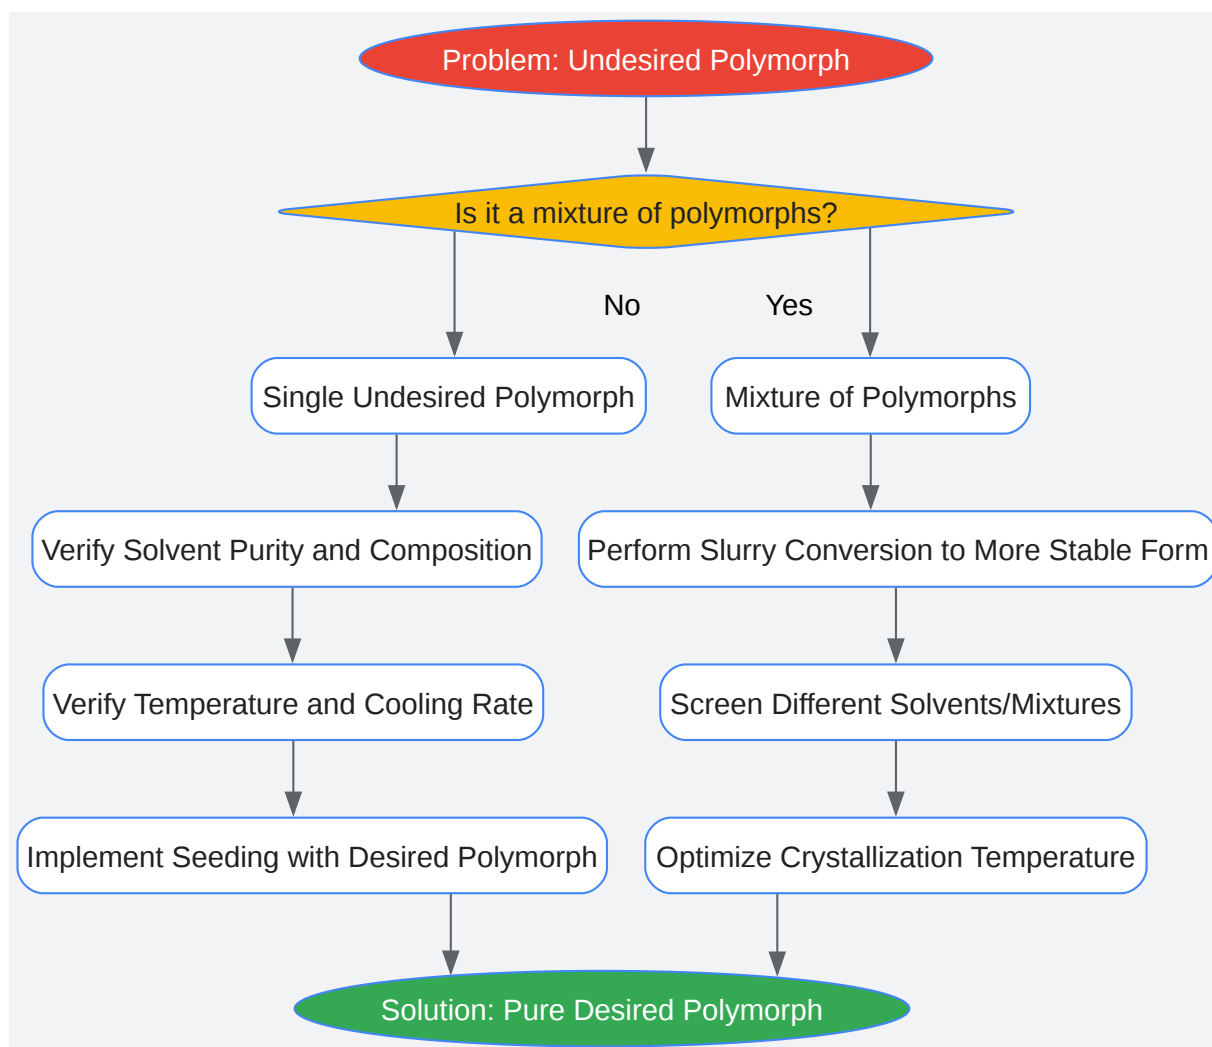 Problem: Undesired Polymorph
Is it a mixture of polymorphs?
No
Yes
Single Undesired Polymorph
Mixture of Polymorphs
Verify Solvent Purity and Composition
Perform Slurry Conversion to More Stable Form
Verify Temperature and Cooling Rate
Screen Different Solvents/Mixtures
Implement Seeding with Desired Polymorph
Optimize Crystallization Temperature
Solution: Pure Desired Polymorph